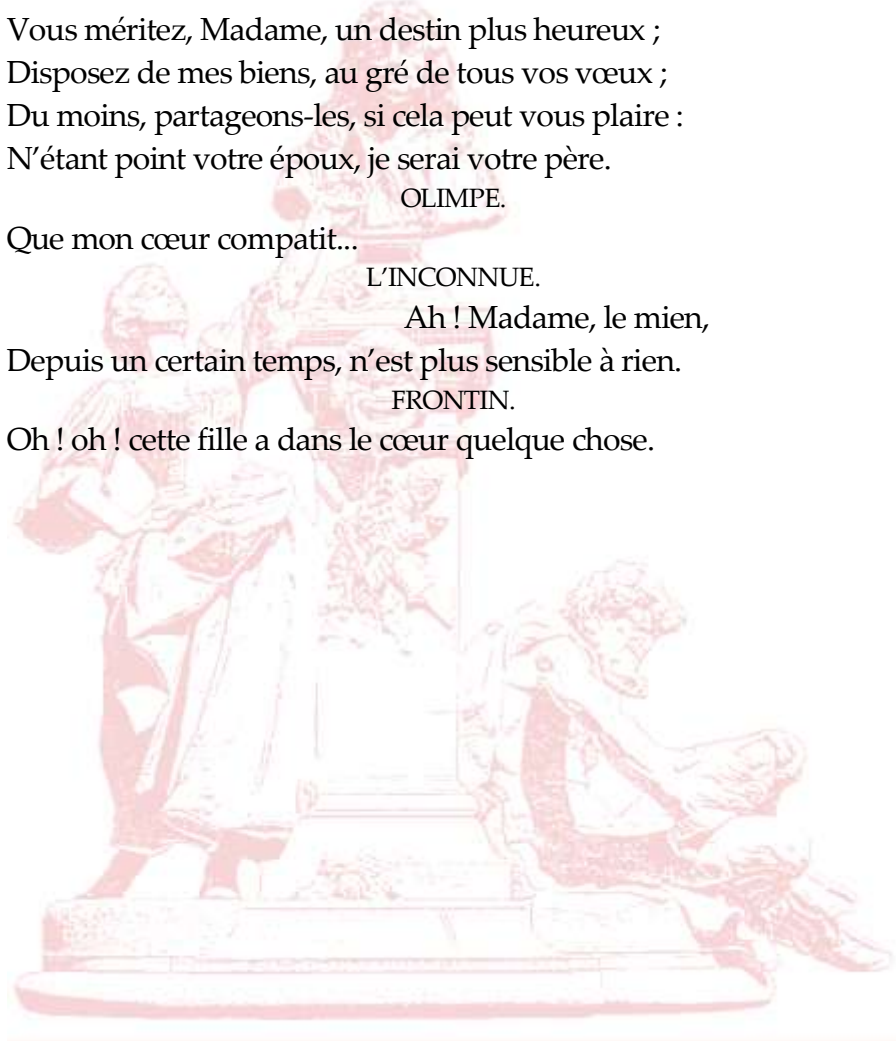 Vous méritez, Madame, un destin plus heureux ;
Disposez de mes biens, au gré de tous vos vœux ;
Du moins, partageons-les, si cela peut vous plaire :
N’étant point votre époux, je serai votre père.
OLIMPE.
Que mon cœur compatit...
L’INCONNUE.
Ah ! Madame, le mien,
Depuis un certain temps, n’est plus sensible à rien.
FRONTIN.
Oh ! oh ! cette fille a dans le cœur quelque chose.